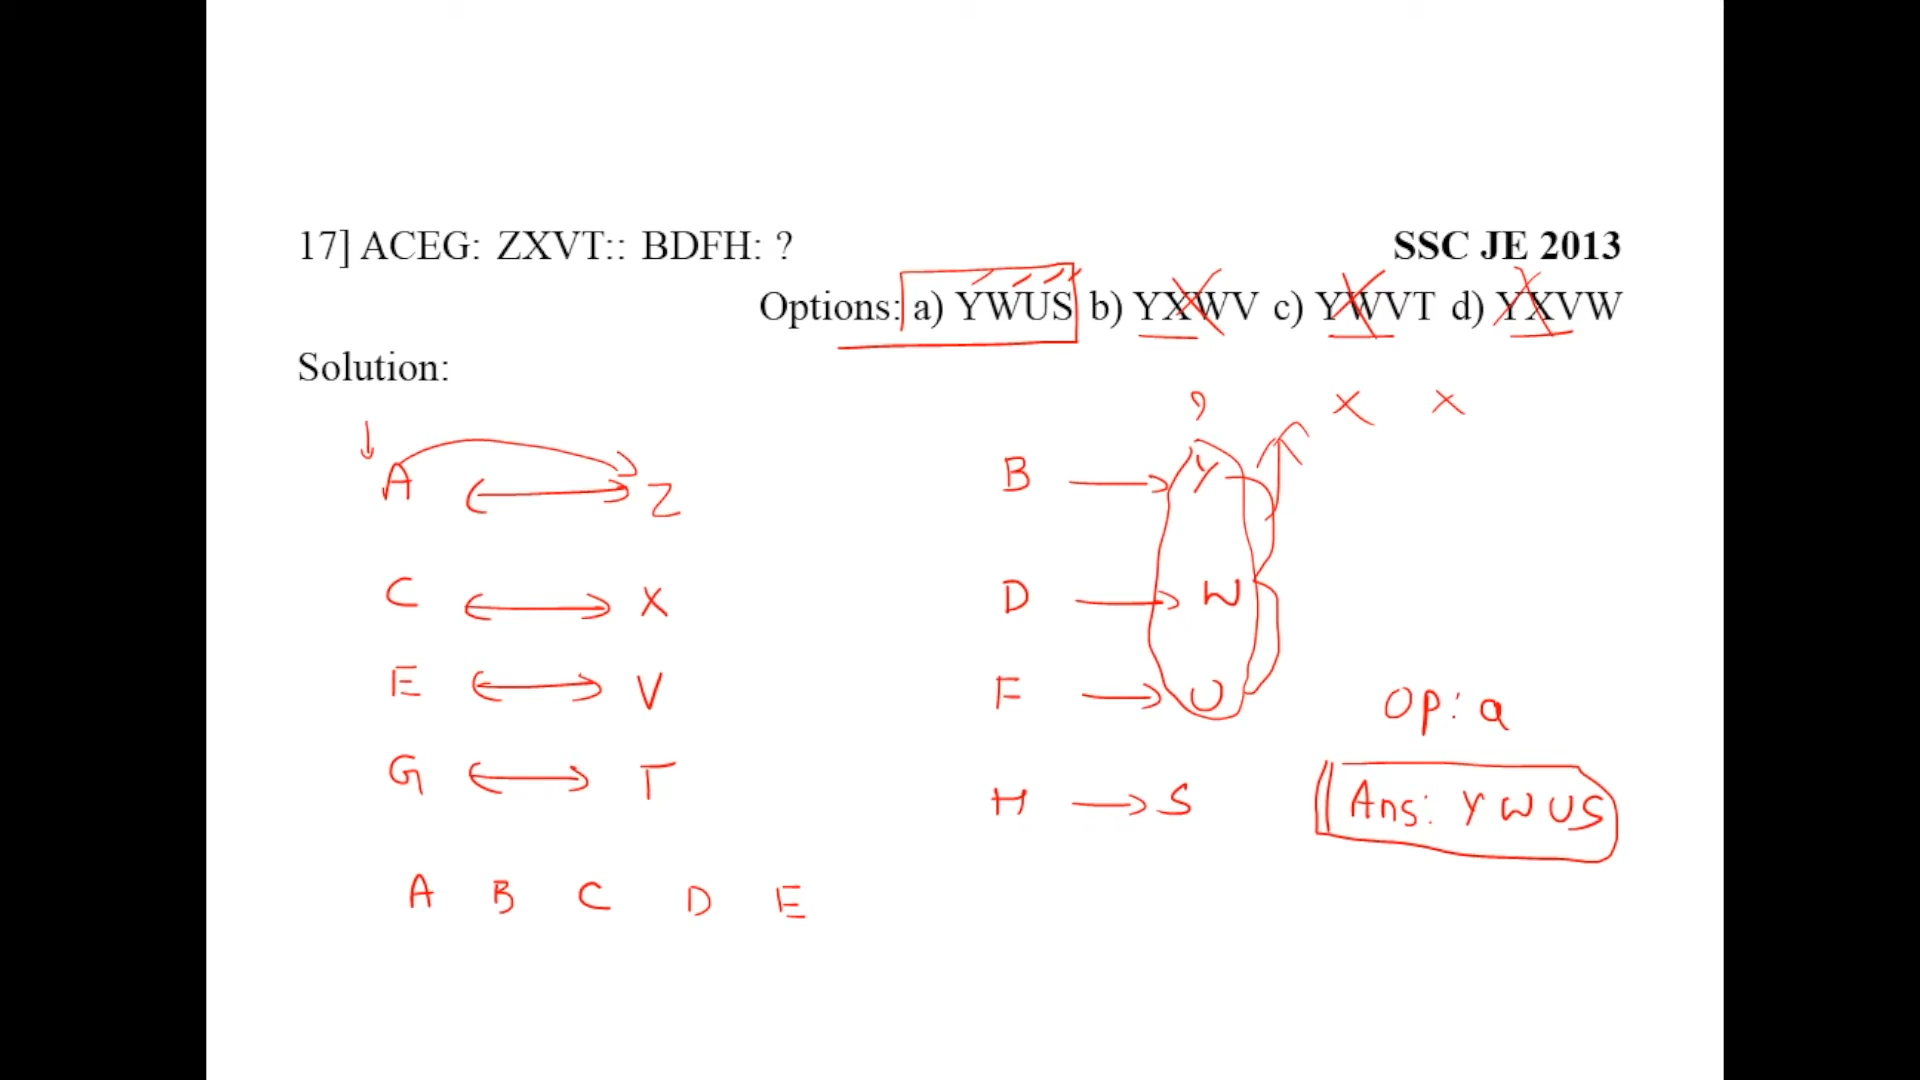 17] ACEG: ZXVT:: BDFH: ? SSC JE 2013
Options: a) YWUS b) YXWV c) YWVT d) YXVW
Solution:
A Z B Y
C X D W
E V F U
G T H S
Op: a
Ans: YWUS
A B C D E